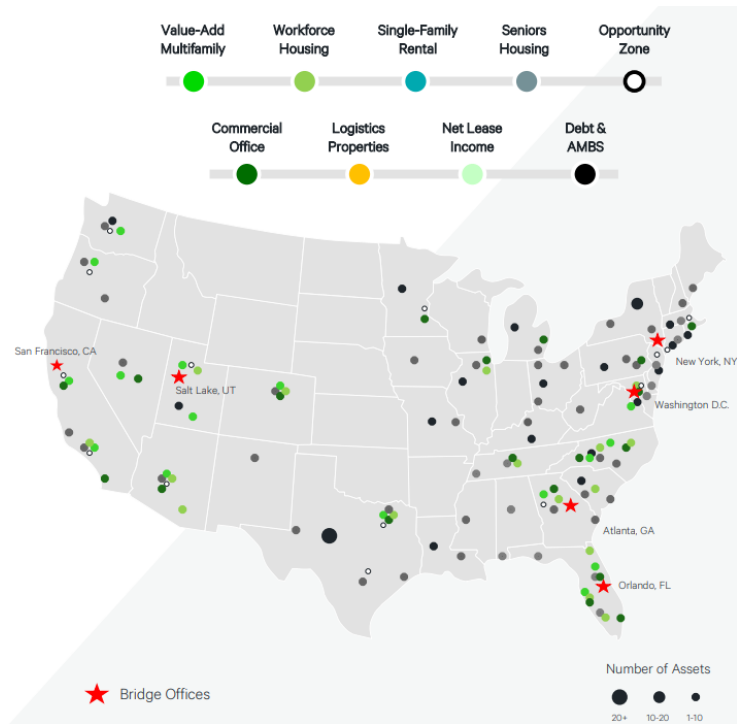 Value-Add
Multifamily
Workforce
Housing
Single-Family
Rental
Seniors
Housing
Opportunity
Zone
Commercial
Office
Logistics
Properties
Net Lease
Income
Debt &
AMBS
San Francisco, CA
Salt Lake, UT
New York, NY
Washington D.C.
Atlanta, GA
Orlando, FL
Bridge Offices
Number of Assets
20+ 10-20 1-10